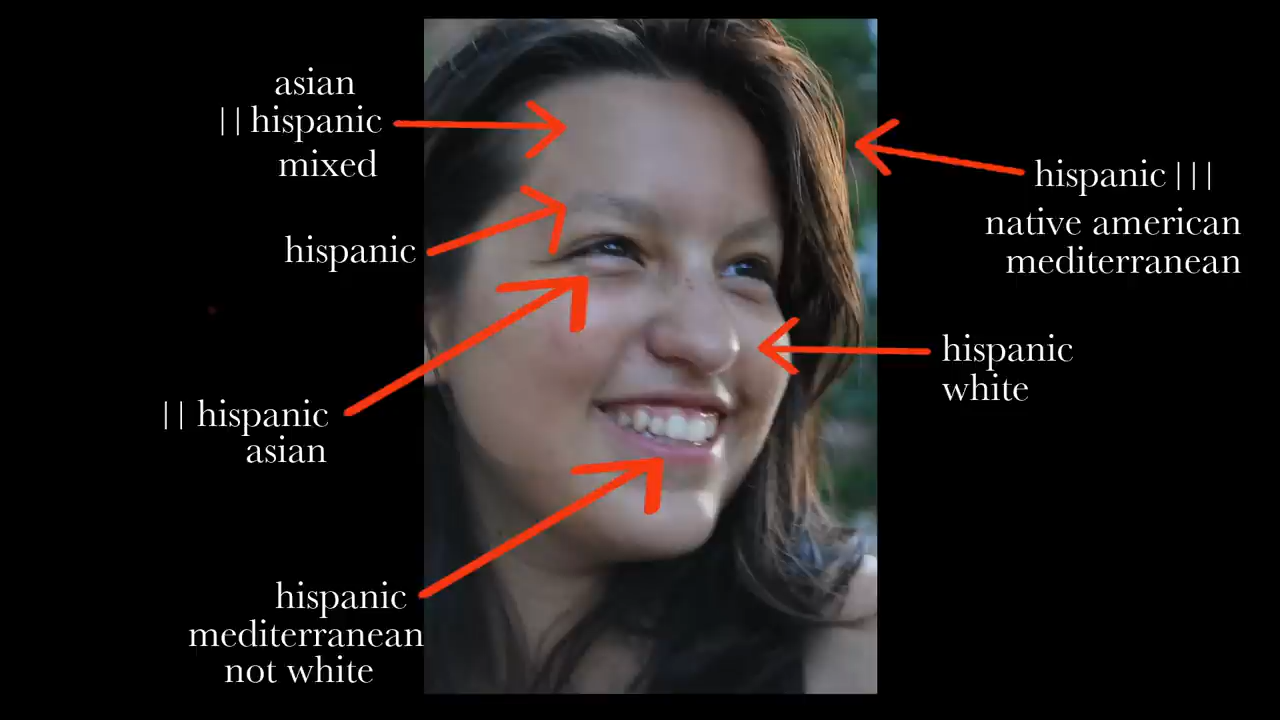 asian
||hispanic
mixed
hispanic
|| hispanic
asian
hispanic
mediterranean
not white
hispanic|||
native american
mediterranean
hispanic
white